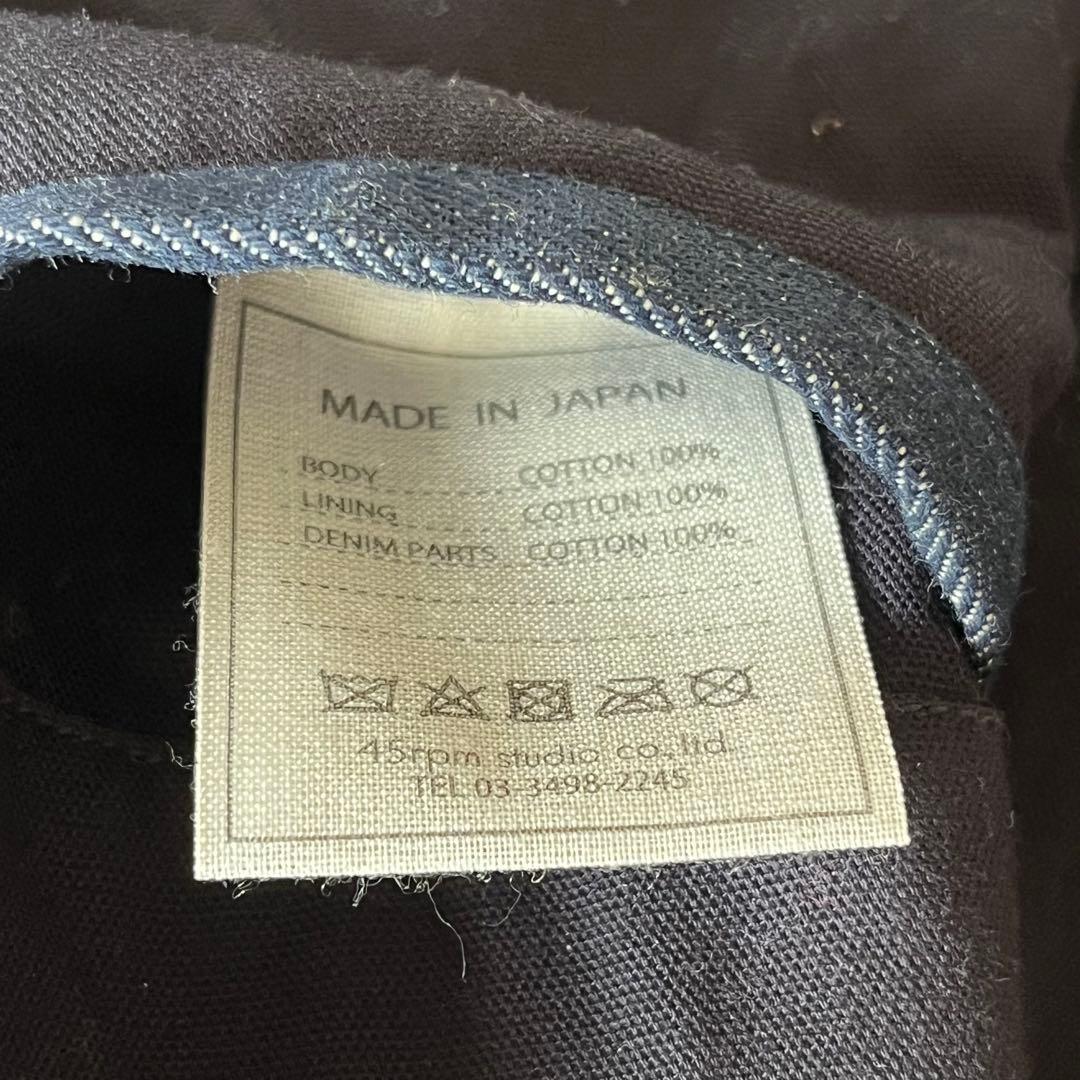 MADE IN JAPAN
BODY COTTON 100%
LINING COTTON 100%
DENIM PARTS COTTON 100%
45rpm studio co.,ltd.
TEL 03-3498-2245